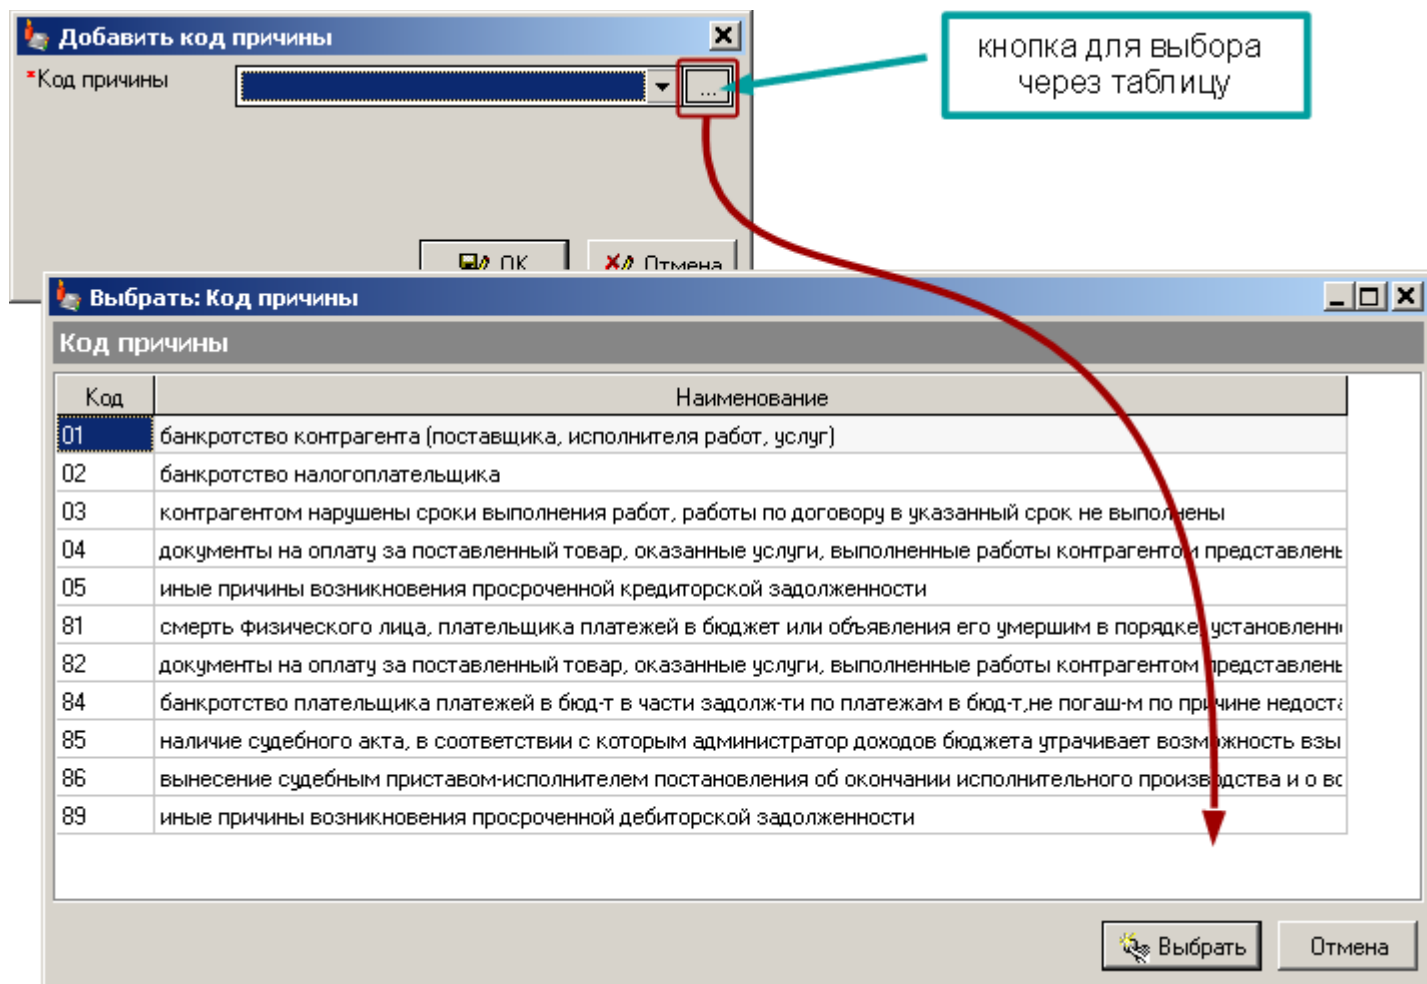 Добавить код причины
*Код причины
...
кнопка для выбора
через таблицу
OK
Отмена
Выбрать: Код причины
Код причины
Код Наименование
01 банкротство контрагента (поставщика, исполнителя работ, услуг)
02 банкротство налогоплательщика
03 контрагентом нарушены сроки выполнения работ, работы по договору в указанный срок не выполнены
04 документы на оплату за поставленный товар, оказанные услуги, выполненные работы контрагентом
05 иные причины возникновения просроченной кредиторской задолженности
81 смерть физического лица, плательщика платежей в бюджет или объявления его умершим в порядке,
82 документы на оплату за поставленный товар, оказанные услуги, выполненные работы контрагентом
84 банкротство плательщика платежей в бюд-т в части задолж-ти по платежам в бюд-т,не погаш-м по причине
85 наличие судебного акта, в соответствии с которым администратор доходов бюджета утрачивает возможность взы
86 вынесение судебным приставом-исполнителем постановления об окончании исполнительного производства и о
89 иные причины возникновения просроченной дебиторской задолженности
Выбрать Отмена